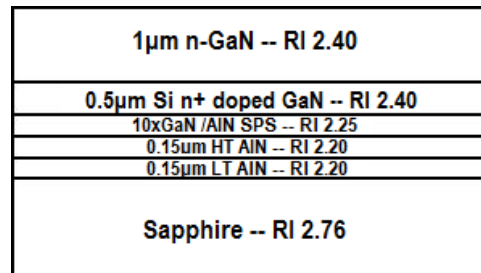 1µm n-GaN -- RI 2.40
0.5µm Si n+ doped GaN -- RI 2.40
10xGaN /AlN SPS -- RI 2.25
0.15um HT AlN -- RI 2.20
0.15µm LT AlN -- RI 2.20
Sapphire -- RI 2.76